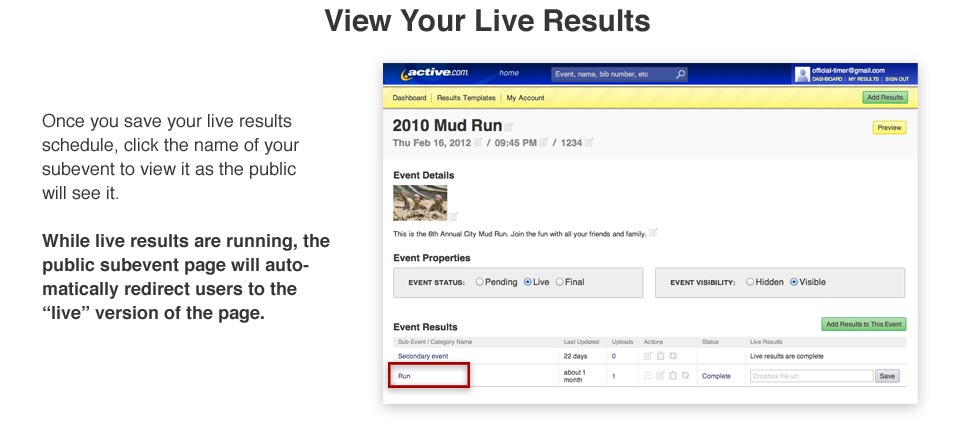 View Your Live Results
Once you save your live results
schedule, click the name of your
subevent to view it as the public
will see it.
While live results are running, the
public subevent page will auto-
matically redirect users to the
“live” version of the page.
active.com home Event, name, bib number, etc official-timer@gmail.com
DASHBOARD | MY RESULTS | SIGN OUT
Dashboard | Results Templates | My Account Add Results
2010 Mud Run Preview
Thu Feb 16, 2012 / 09:45 PM / 1234
Event Details
This is the 6th Annual City Mud Run. Join the fun with all your friends and family.
Event Properties
EVENT STATUS: Pending Live Final EVENT VISIBILITY: Hidden Visible
Event Results Add Results to This Event
Sub-Event / Category Name Last Updated Uploads Actions Status Live Results
Secondary event 22 days 0 Live results are complete
Run about 1 month 1 Complete Dropbox file url Save